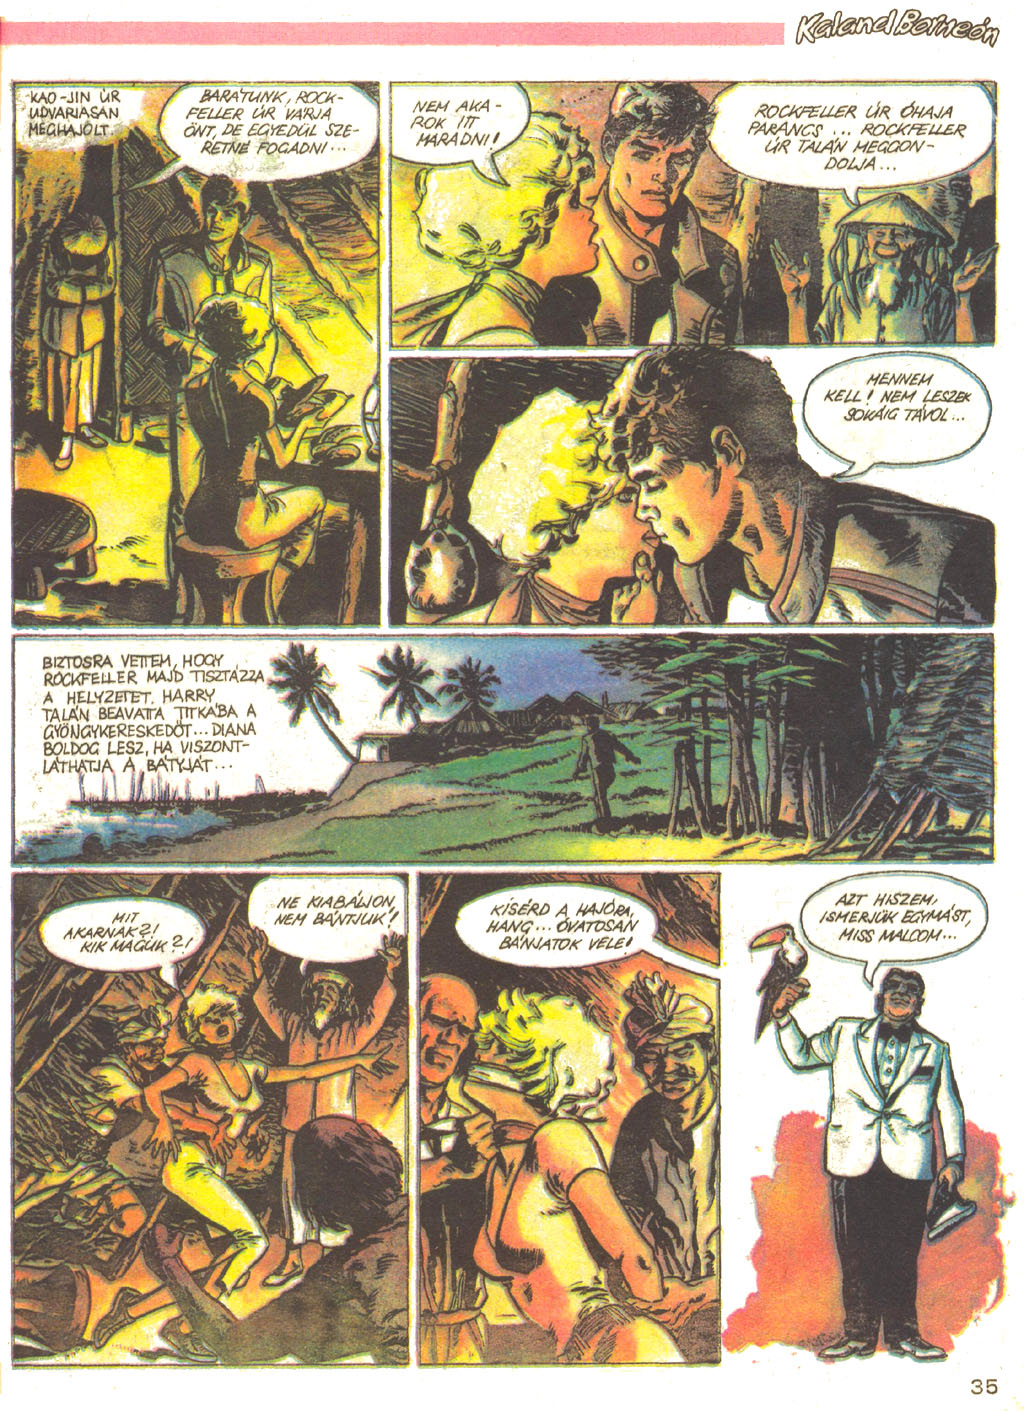 Kaland Borneón
KAO-JIN ÚR
UDVARIASAN
MEGHAJOLT.
BARÁTUNK, ROCK-
FELLER ÚR VÁRJA
ÖNT, DE EGYEDÜL SZE-
RETNÉ FOGADNI...
NEM AKA-
ROK ITT
MARADNI!
ROCKFELLER ÚR ÓHAJA
PARANCS... ROCKFELLER
ÚR TALÁN MEGGON-
DOLJA...
MENNEM
KELL! NEM LESZEK
SOKÁIG TÁVOL...
BIZTOSRA VETTEM, HOGY
ROCKFELLER MAJD TISZTÁZZA
A HELYZETET. HARRY
TALÁN BEAVATTA TITKÁBA A
GYÖNGYKERESKEDŐT... DIANA
BOLDOG LESZ, HA VISZONT-
LÁTHATJA A BÁTYJÁT...
MIT
AKARNAK?!
KIK MAGUK?!
NE KIABÁLJON,
NEM BÁNTJUK!
KÍSÉRD A HAJÓRA,
HANG... ÓVATOSAN
BÁNJATOK VELE!
AZT HISZEM,
ISMERJÜK EGYMÁST,
MISS MALCOM...
35